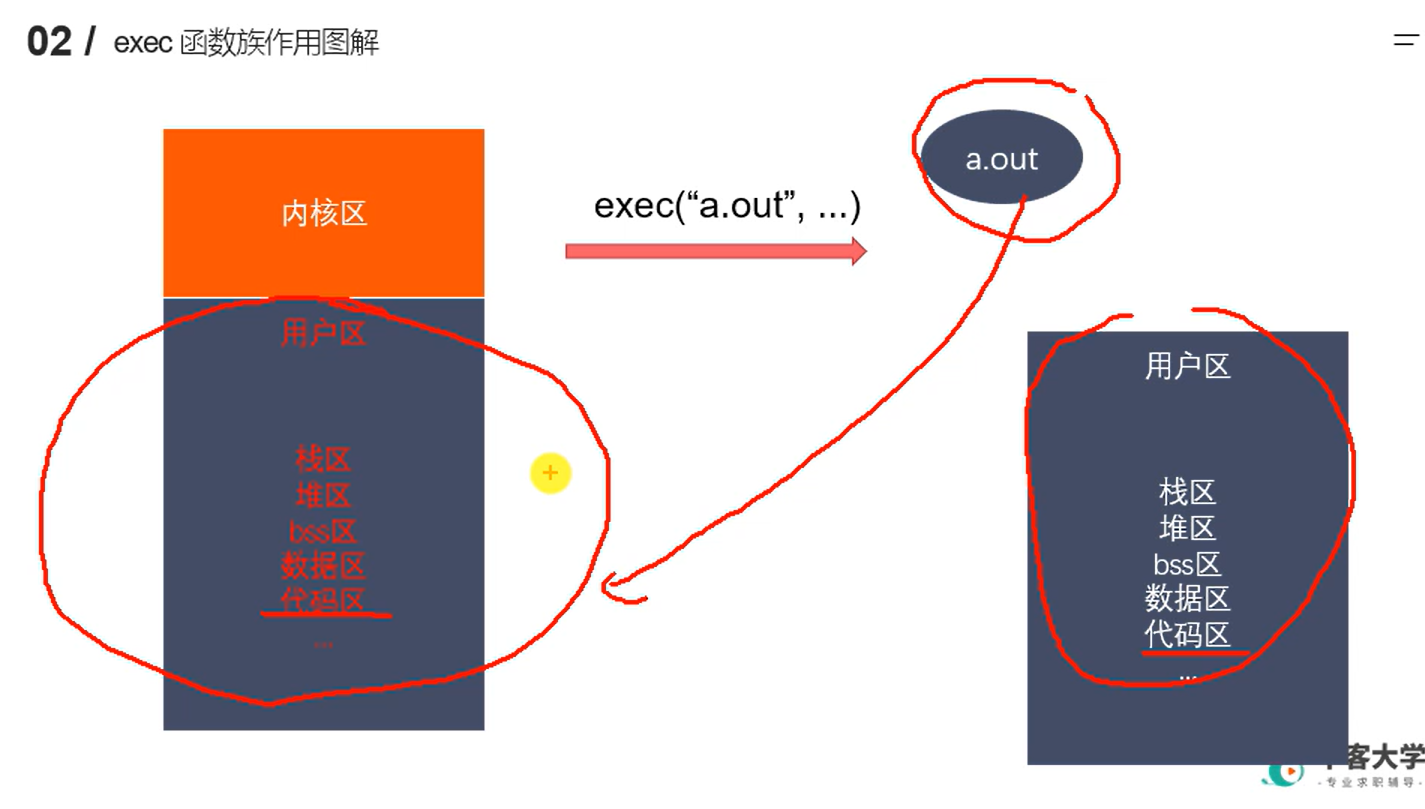 02 / exec 函数族作用图解
内核区
exec(“a.out”, ...)
a.out
用户区
栈区
堆区
bss区
数据区
代码区
...
用户区
栈区
堆区
bss区
数据区
代码区
...
客大学
-专业求职辅导-